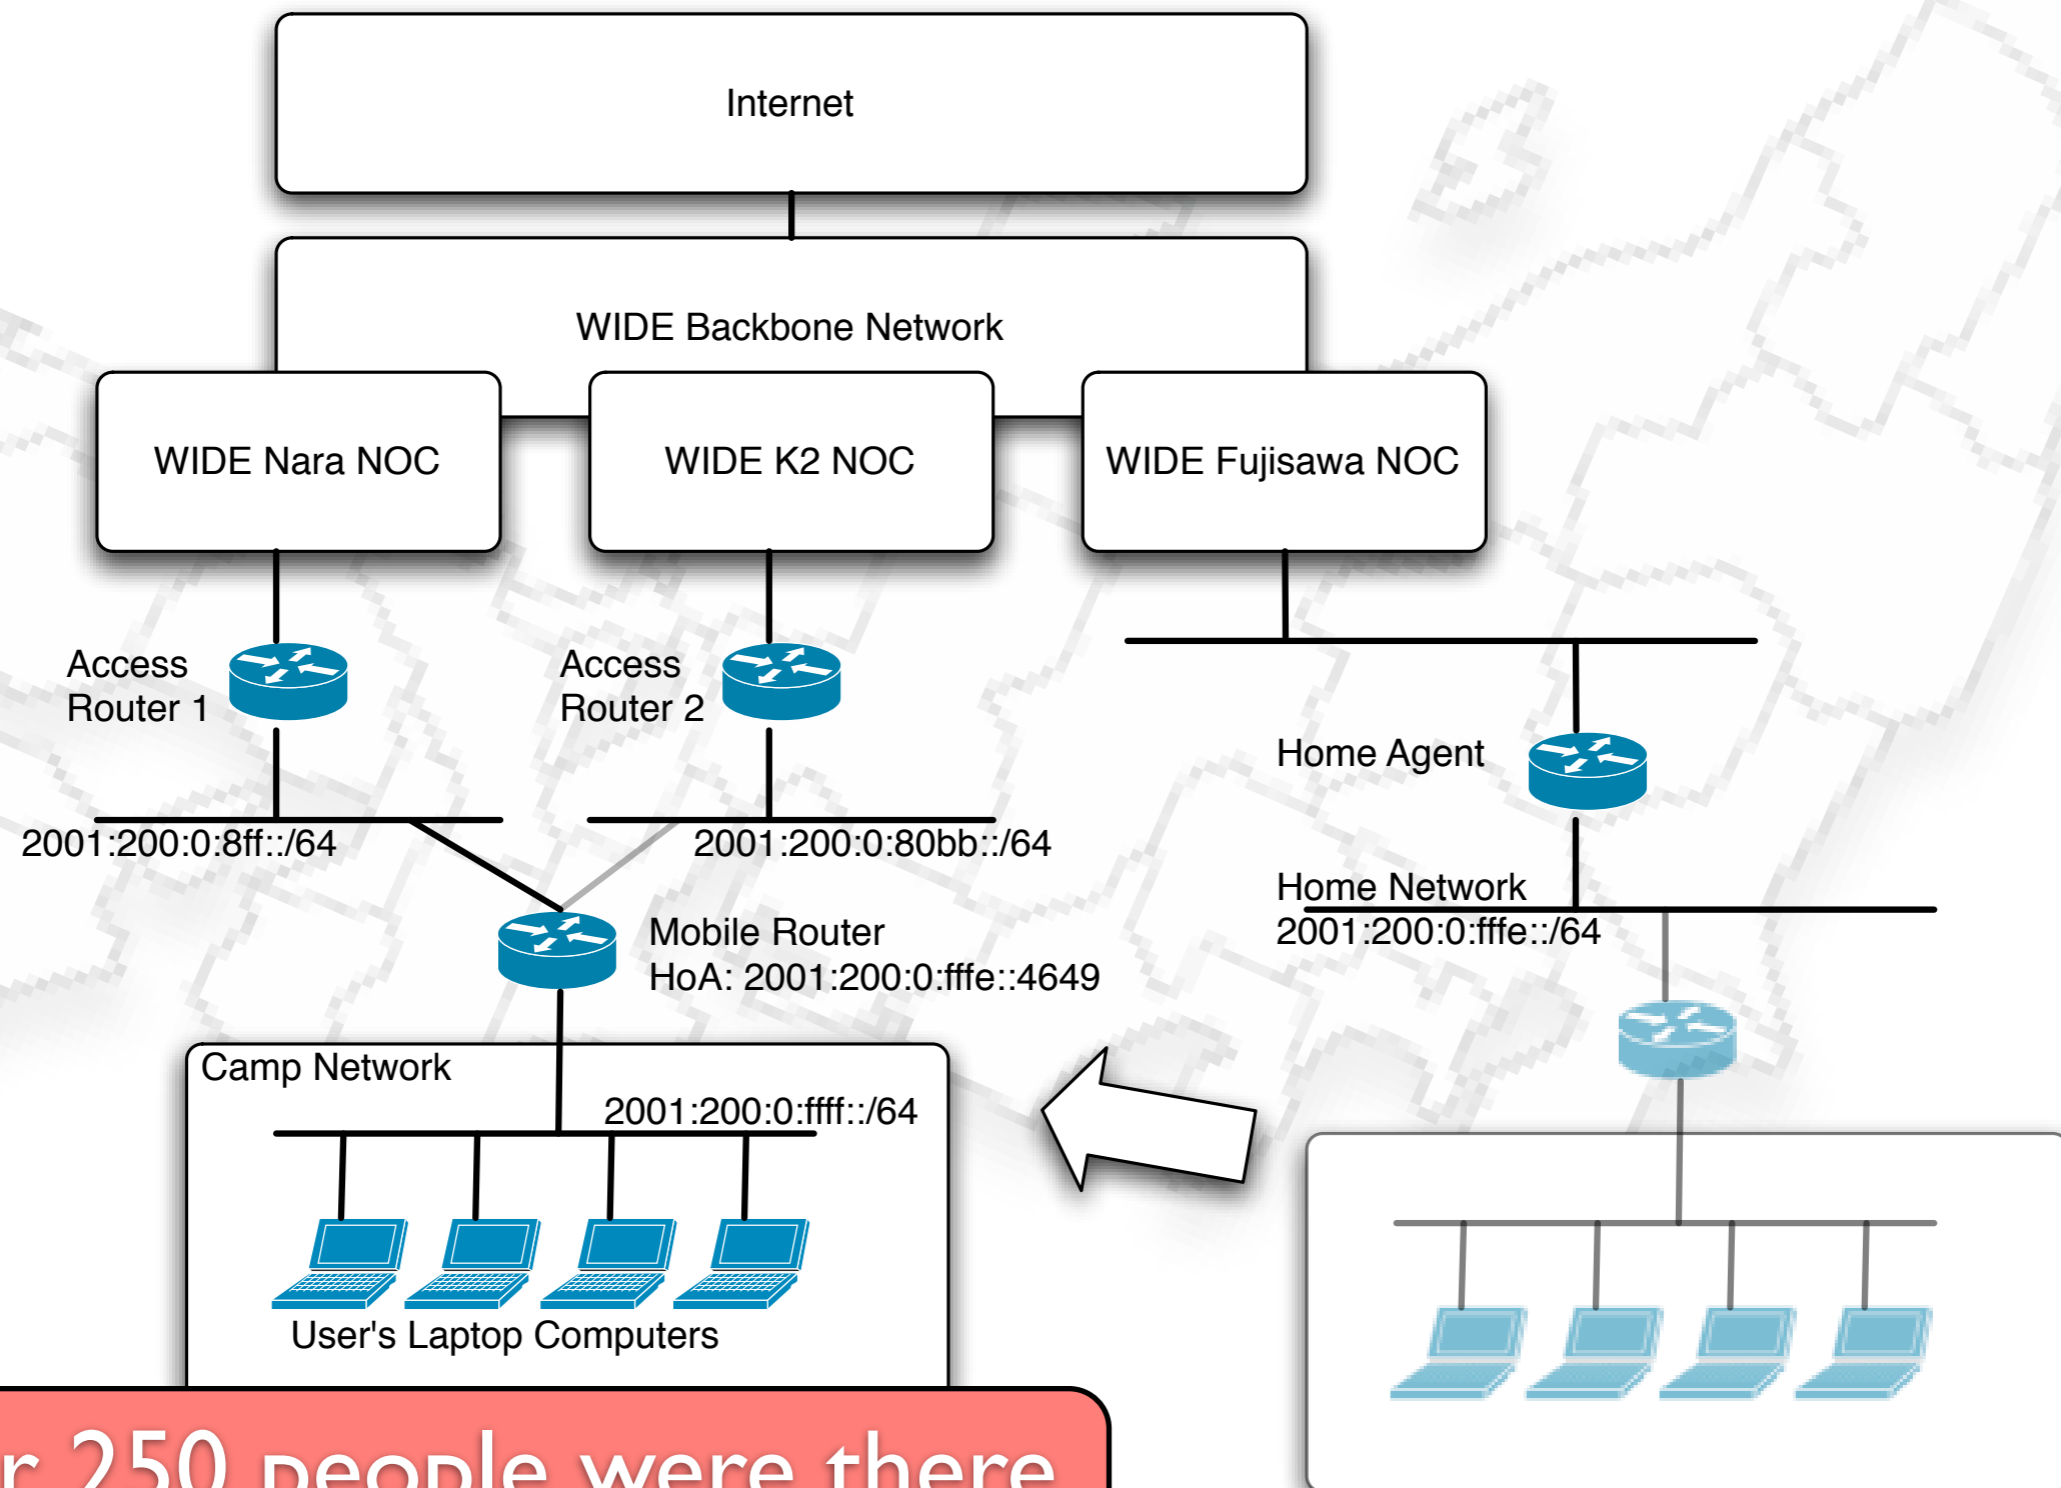 Internet
WIDE Backbone Network
WIDE Nara NOC
WIDE K2 NOC
WIDE Fujisawa NOC
Access
Router 1
Access
Router 2
Home Agent
2001:200:0:8ff::/64
2001:200:0:80bb::/64
Home Network
2001:200:0:fffe::/64
Mobile Router
HoA: 2001:200:0:fffe::4649
Camp Network
2001:200:0:ffff::/64
User's Laptop Computers
250 people were there